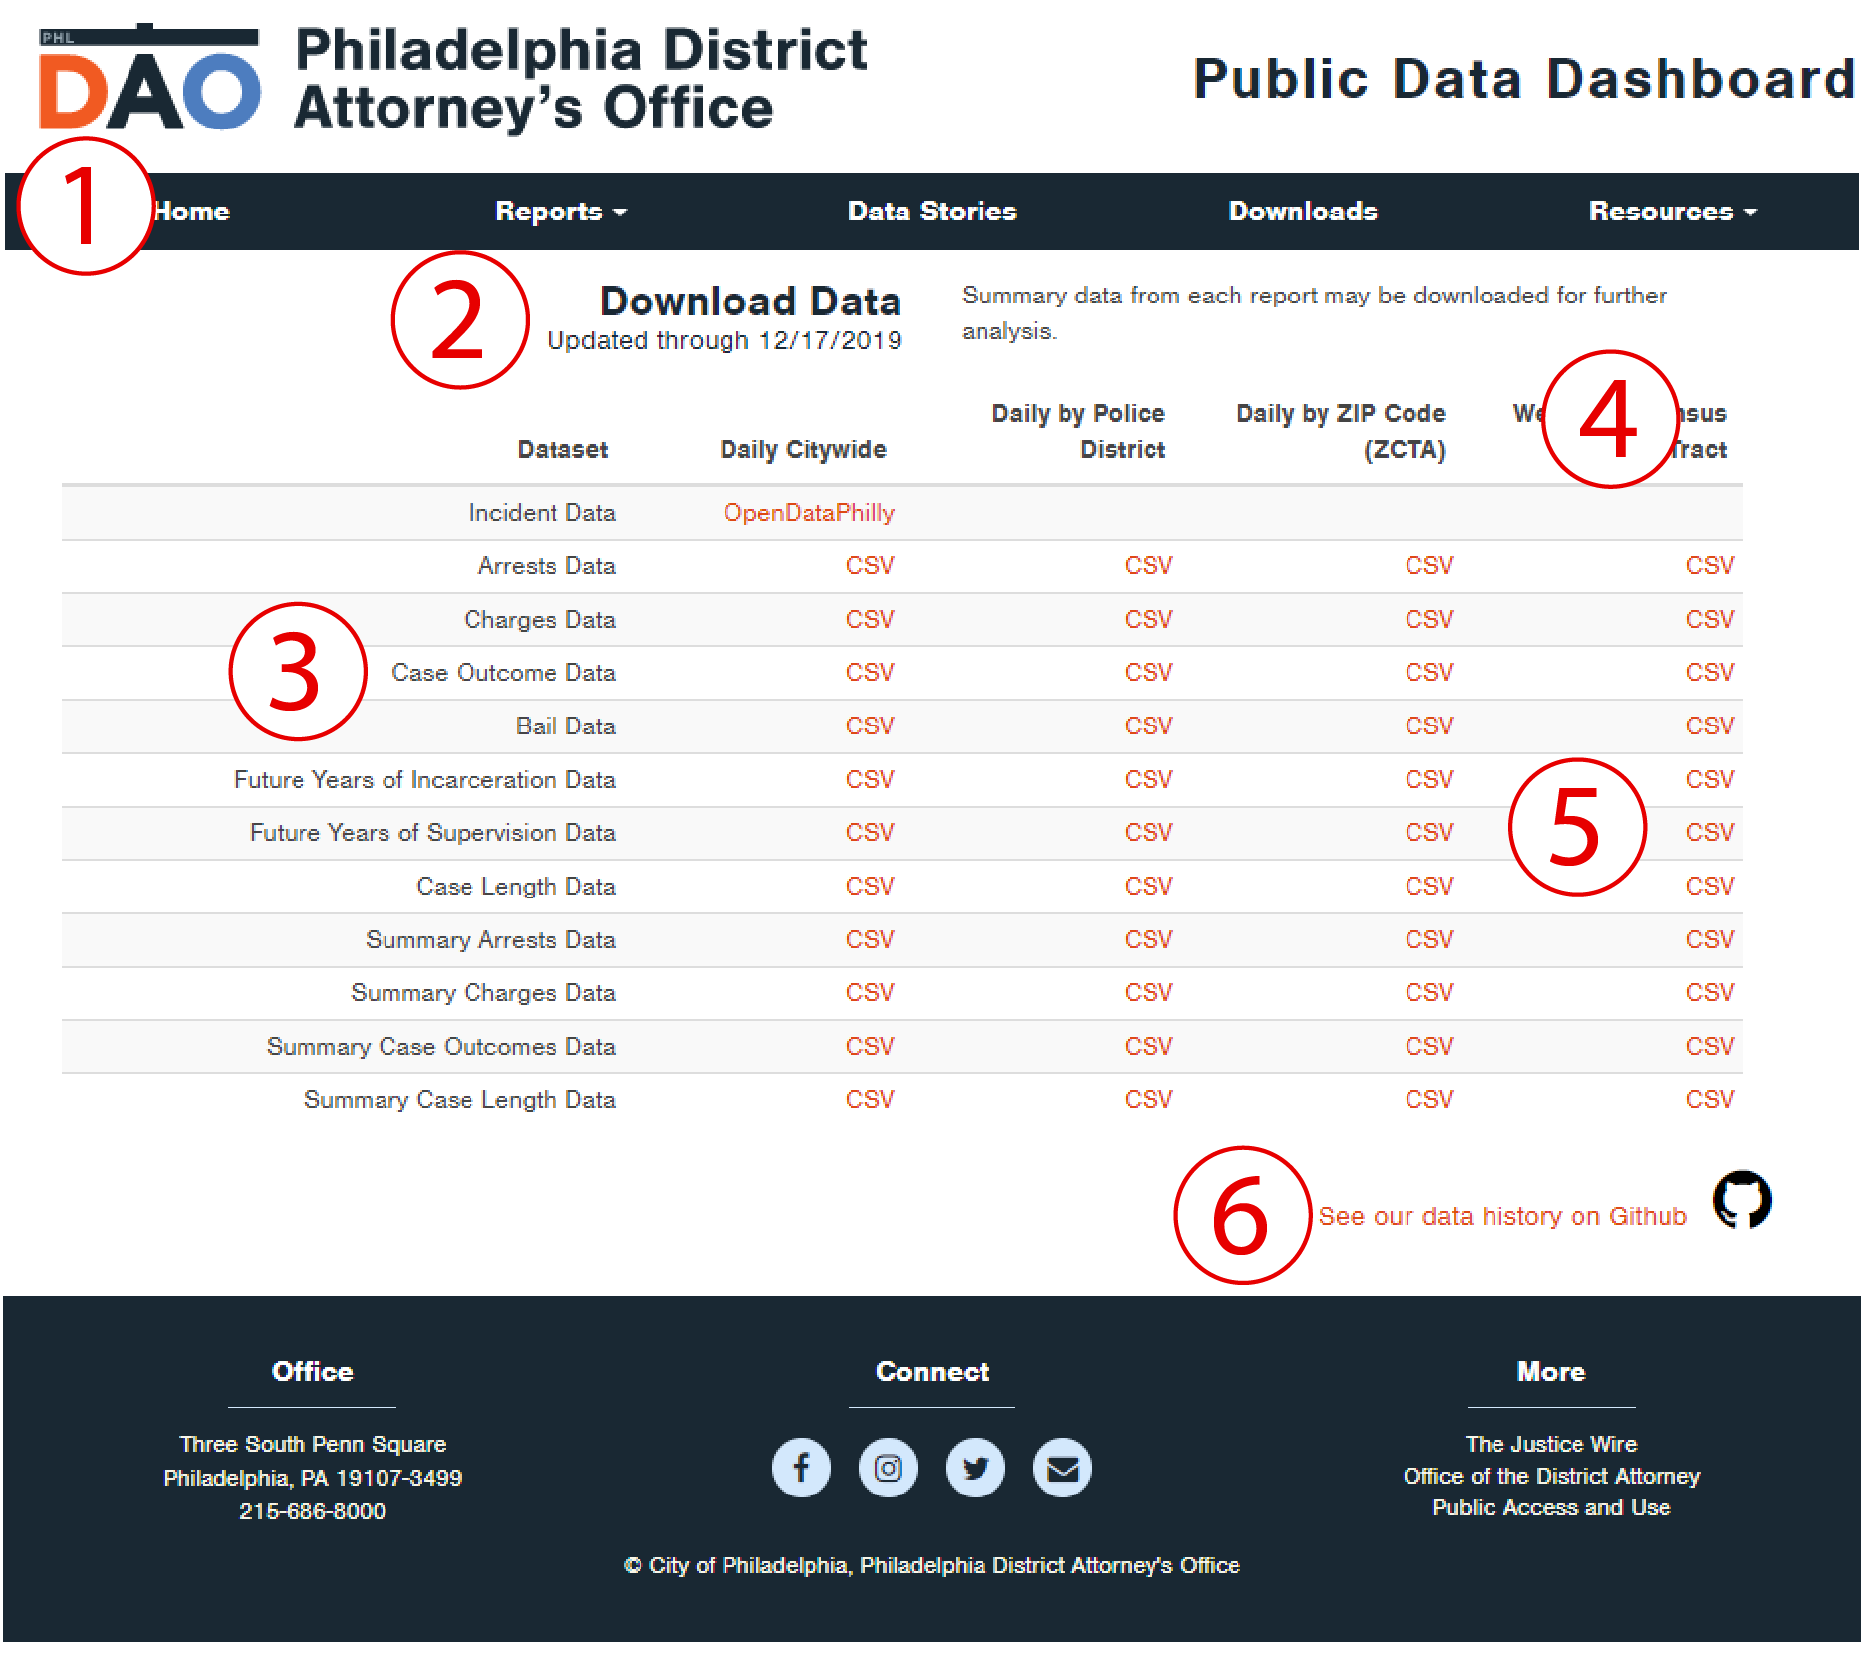 PHL
DAO
Philadelphia District
Attorney's Office
Public Data Dashboard
1
Home
Reports
Data Stories
Downloads
Resources
2
Download Data
Updated through 12/17/2019
Summary data from each report may be downloaded for further
analysis.
Dataset
Daily Citywide
Daily by Police
District
Daily by ZIP Code
(ZCTA)
4
Tract
Incident Data OpenDataPhilly
Arrests Data CSV CSV CSV CSV
Charges Data CSV CSV CSV CSV
3
Case Outcome Data CSV CSV CSV CSV
Bail Data CSV CSV CSV CSV
Future Years of Incarceration Data CSV CSV CSV CSV
5
Future Years of Supervision Data CSV CSV CSV CSV
Case Length Data CSV CSV CSV CSV
Summary Arrests Data CSV CSV CSV CSV
Summary Charges Data CSV CSV CSV CSV
Summary Case Outcomes Data CSV CSV CSV CSV
Summary Case Length Data CSV CSV CSV CSV
6
See our data history on Github
Office
Three South Penn Square
Philadelphia, PA 19107-3499
215-686-8000
Connect
More
The Justice Wire
Office of the District Attorney
Public Access and Use
© City of Philadelphia, Philadelphia District Attorney's Office